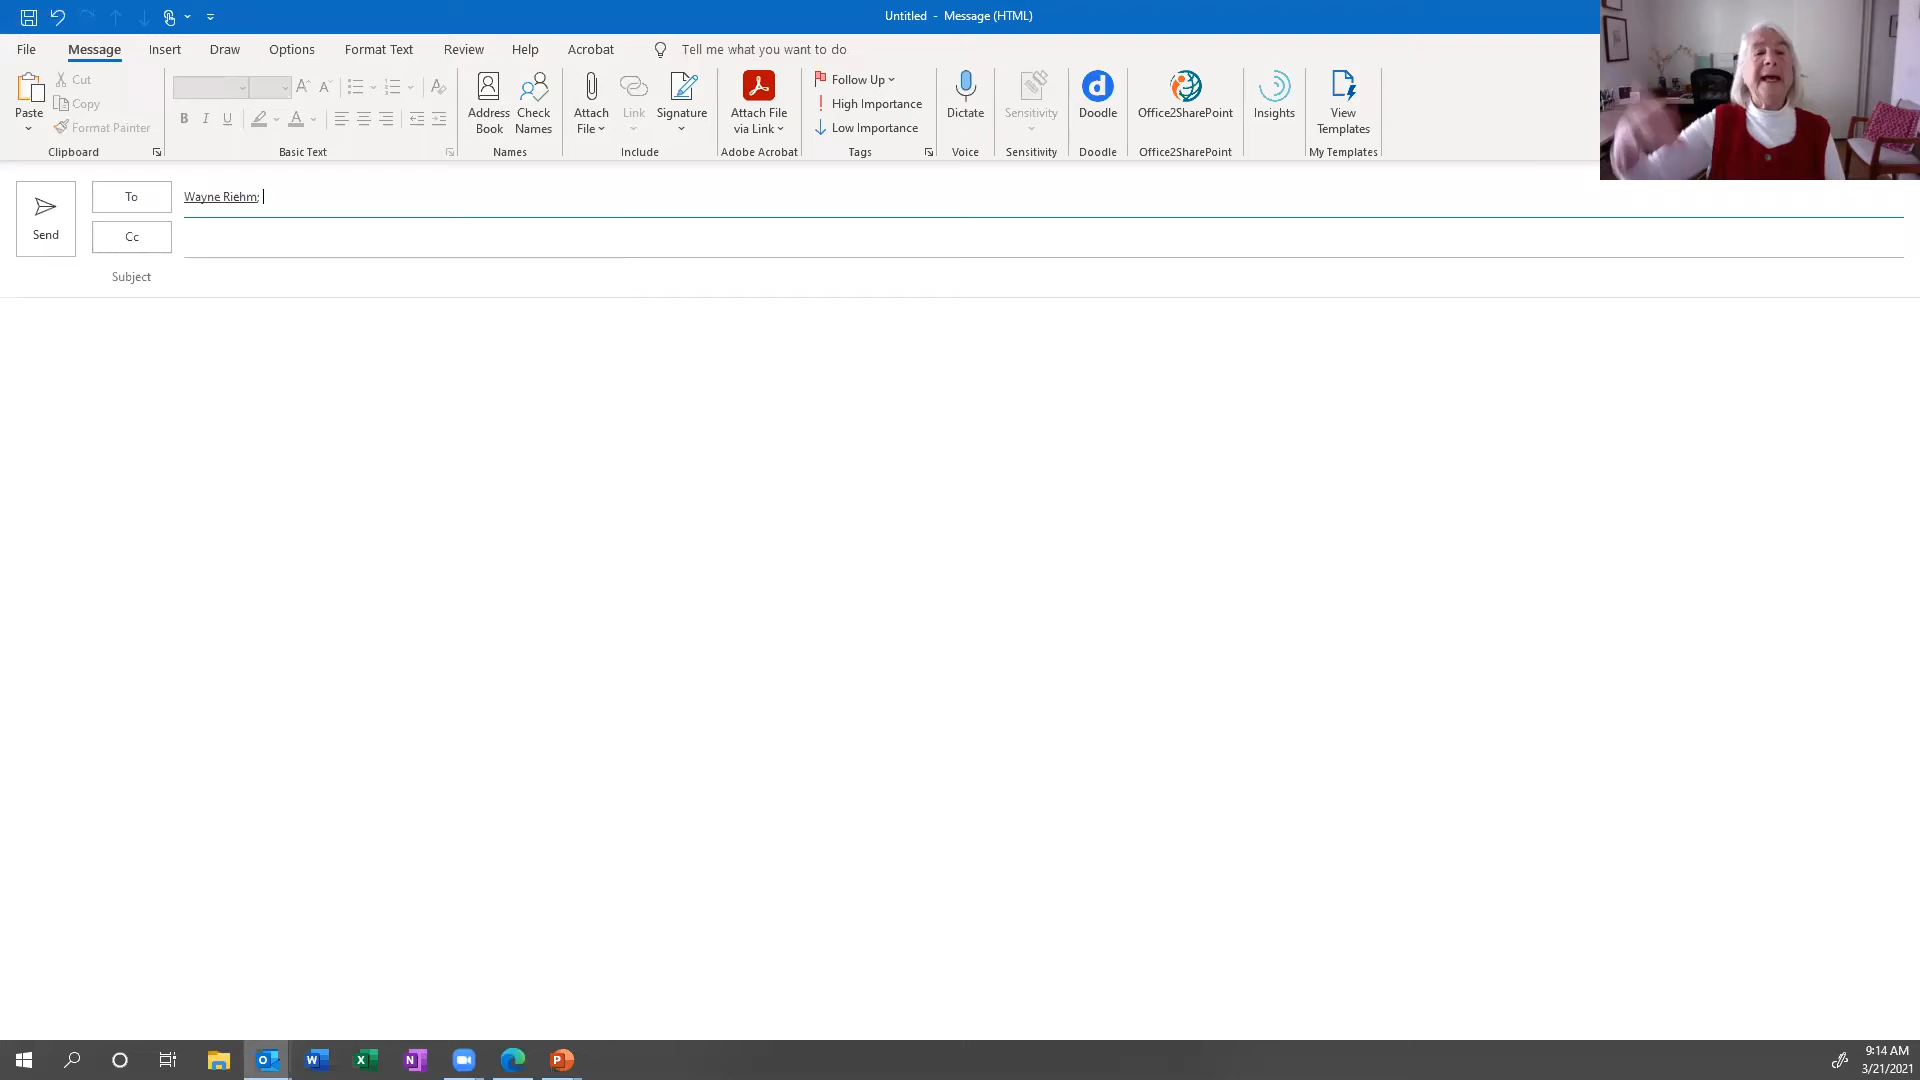 Untitled - Message (HTML)
File Message Insert Draw Options Format Text Review Help Acrobat Tell me what you want to do
Paste
Cut
Copy
Format Painter
Clipboard
B I U
Basic Text
Address Book
Check Names
Names
Attach File
Link
Signature
Include
Attach File via Link
Adobe Acrobat
Follow Up
High Importance
Low Importance
Tags
Dictate
Voice
Sensitivity
Sensitivity
Doodle
Doodle
Office2SharePoint
Office2SharePoint
Insights
View Templates
My Templates
Send
To
Wayne Riehm;
Cc
Subject
9:14 AM
3/21/2021